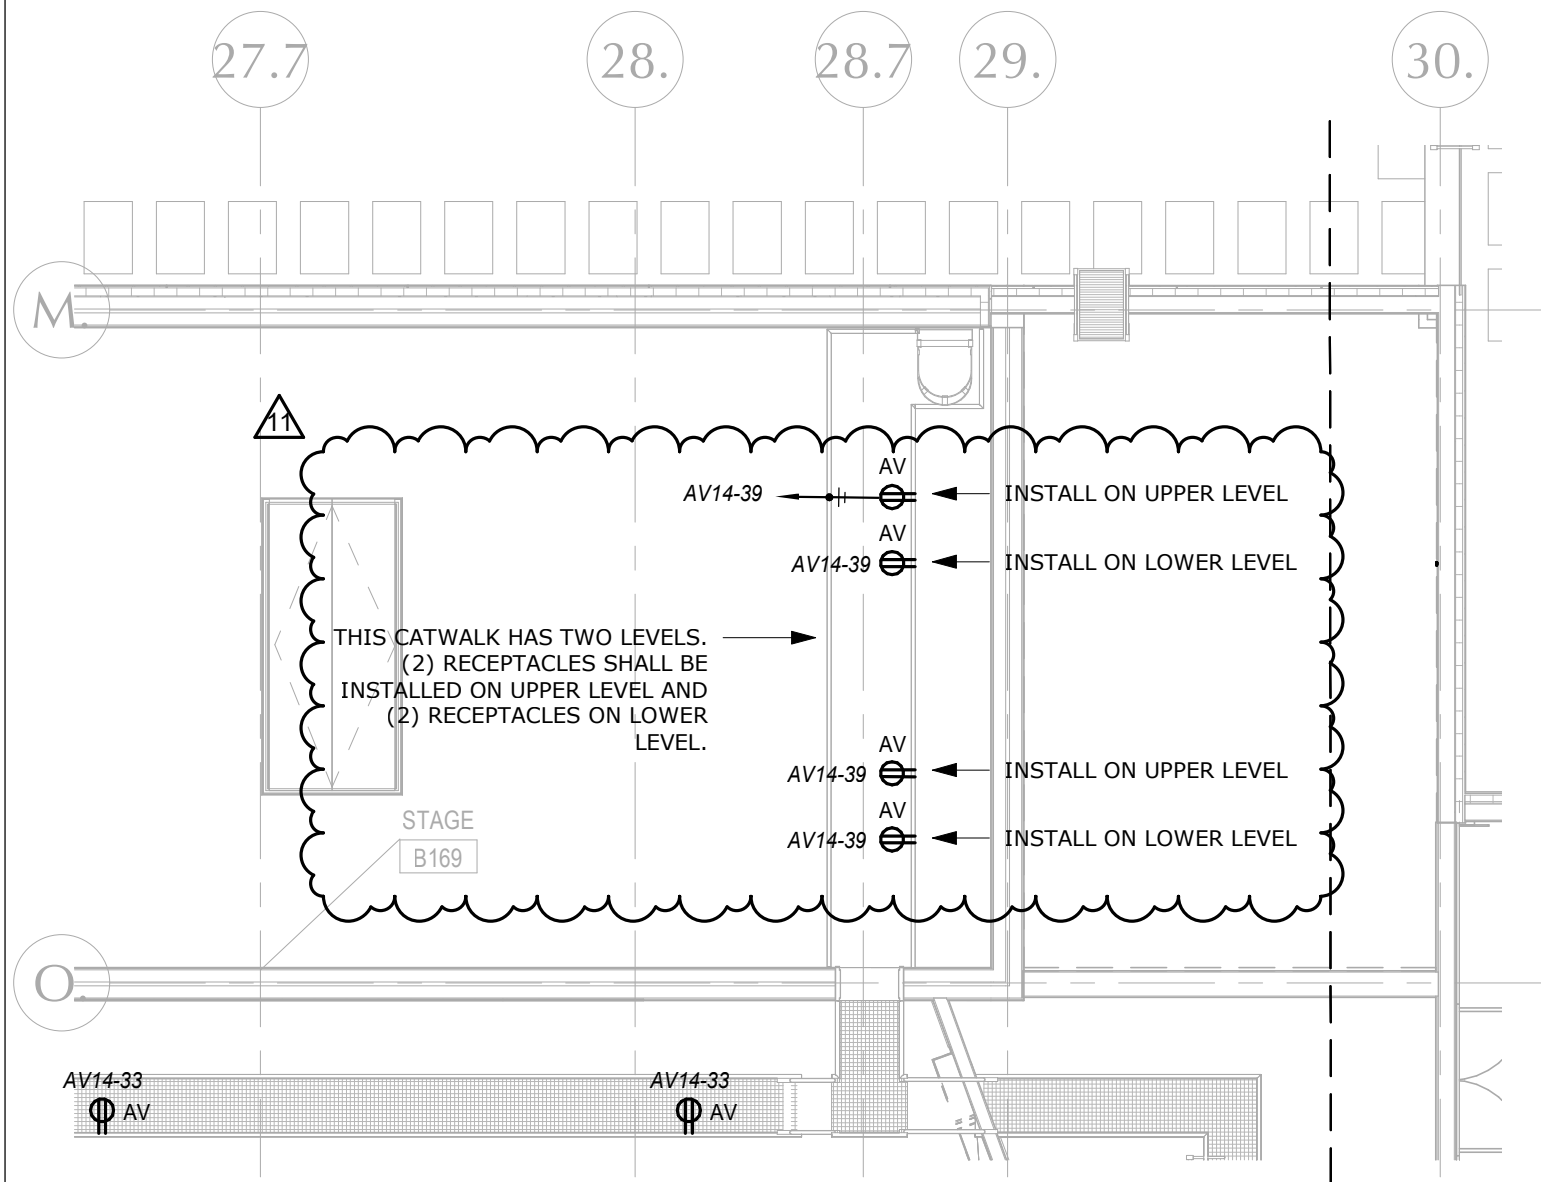 27.7
28.
28.7
29.
30.
M
11
AV
AV14-39
INSTALL ON UPPER LEVEL
AV
AV14-39
INSTALL ON LOWER LEVEL
THIS CATWALK HAS TWO LEVELS.
(2) RECEPTACLES SHALL BE
INSTALLED ON UPPER LEVEL AND
(2) RECEPTACLES ON LOWER
LEVEL.
AV
AV14-39
INSTALL ON UPPER LEVEL
AV
AV14-39
INSTALL ON LOWER LEVEL
STAGE
B169
O
AV14-33
AV
AV14-33
AV